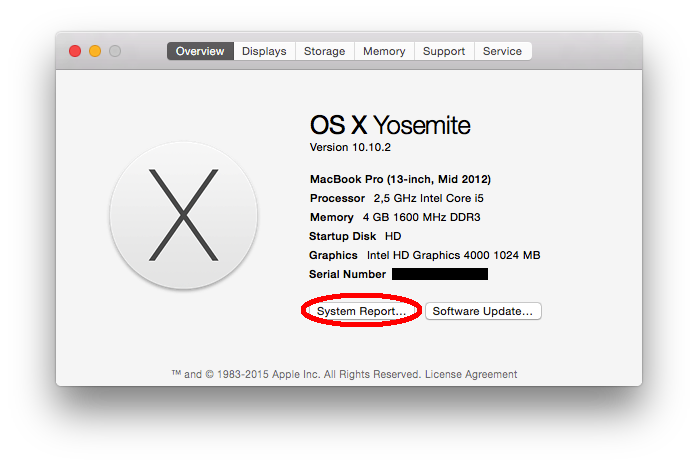 Overview Displays Storage Memory Support Service
OS X Yosemite
Version 10.10.2
MacBook Pro (13-inch, Mid 2012)
Processor 2,5 GHz Intel Core i5
Memory 4 GB 1600 MHz DDR3
Startup Disk HD
Graphics Intel HD Graphics 4000 1024 MB
Serial Number
System Report... Software Update...
™ and © 1983-2015 Apple Inc. All Rights Reserved. License Agreement